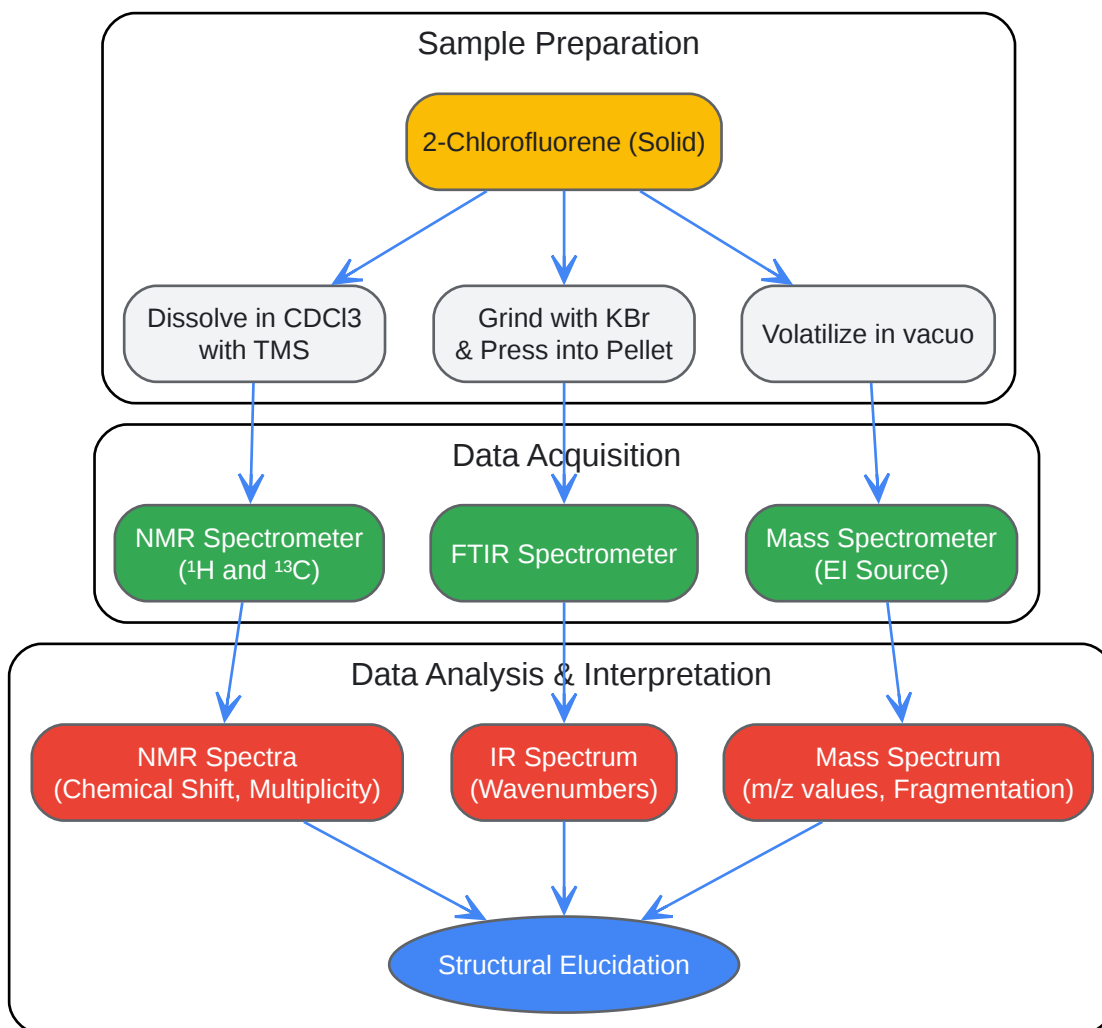 Sample Preparation
2-Chlorofluorene (Solid)
Dissolve in CDCl3
with TMS
Grind with KBr
& Press into Pellet
Volatilize in vacuo
Data Acquisition
NMR Spectrometer
(¹H and ¹³C)
FTIR Spectrometer
Mass Spectrometer
(EI Source)
Data Analysis & Interpretation
NMR Spectra
(Chemical Shift, Multiplicity)
IR Spectrum
(Wavenumbers)
Mass Spectrum
(m/z values, Fragmentation)
Structural Elucidation